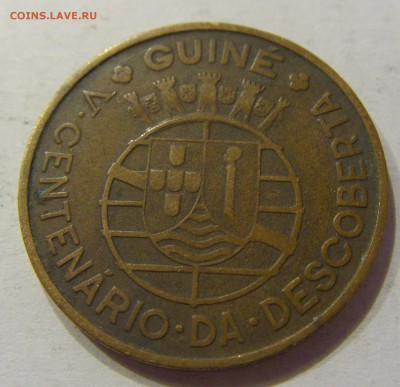 COINS.LAVE.RU
GUINÉ
V · CENTENÁRIO · DA · DESCOBERTA